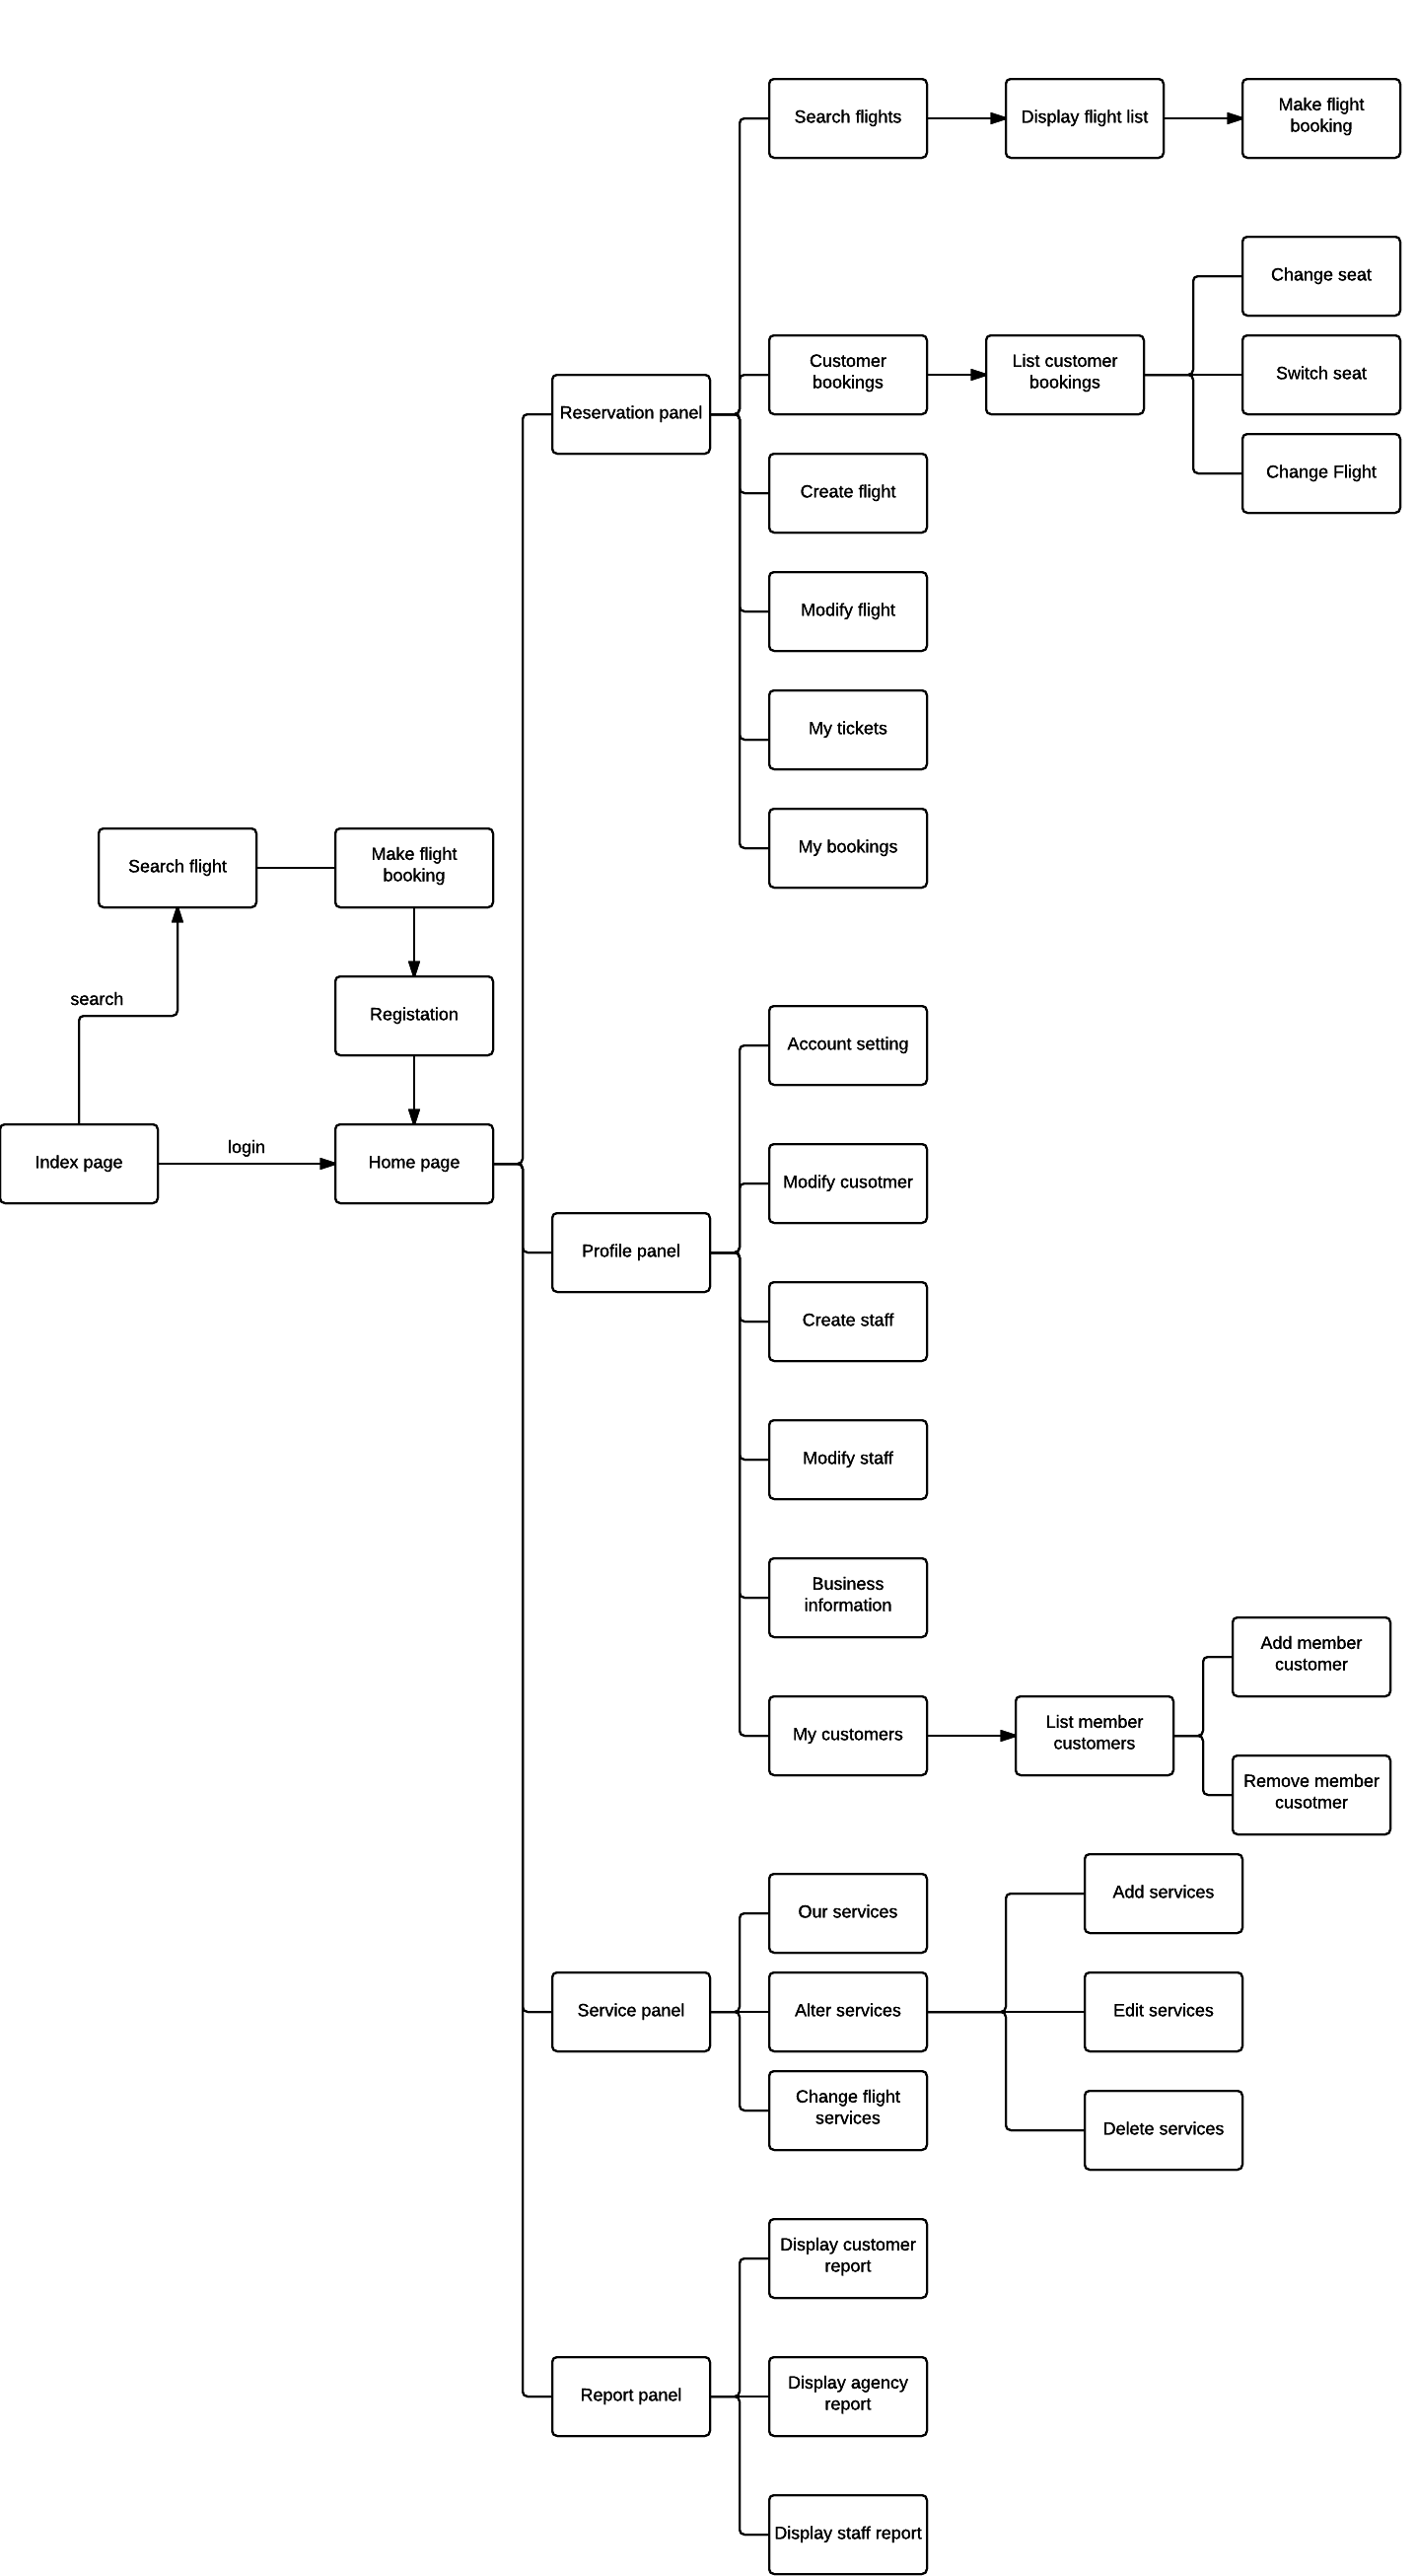 Search flights
Display flight list
Make flight
booking
Change seat
Customer
bookings
List customer
bookings
Switch seat
Reservation panel
Change Flight
Create flight
Modify flight
My tickets
My bookings
Search flight
Make flight
booking
search
Registation
Account setting
Index page
login
Home page
Modify cusotmer
Profile panel
Create staff
Modify staff
Business
information
Add member
customer
My customers
List member
customers
Remove member
cusotmer
Our services
Add services
Service panel
Alter services
Edit services
Change flight
services
Delete services
Display customer
report
Report panel
Display agency
report
Display staff report